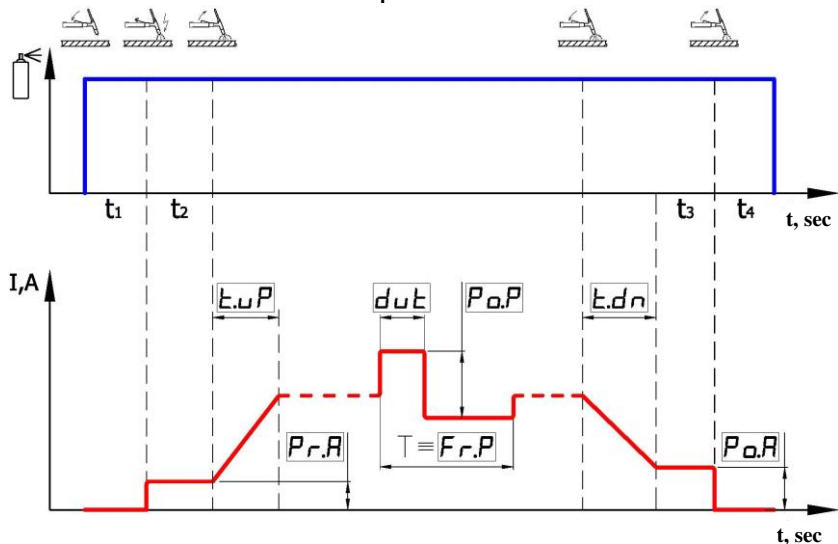 t1
t2
t3
t4
t, sec
I,A
t.uP
dut
Po.P
t.dn
Pr.A
T ≡ Fr.P
Po.A
t, sec